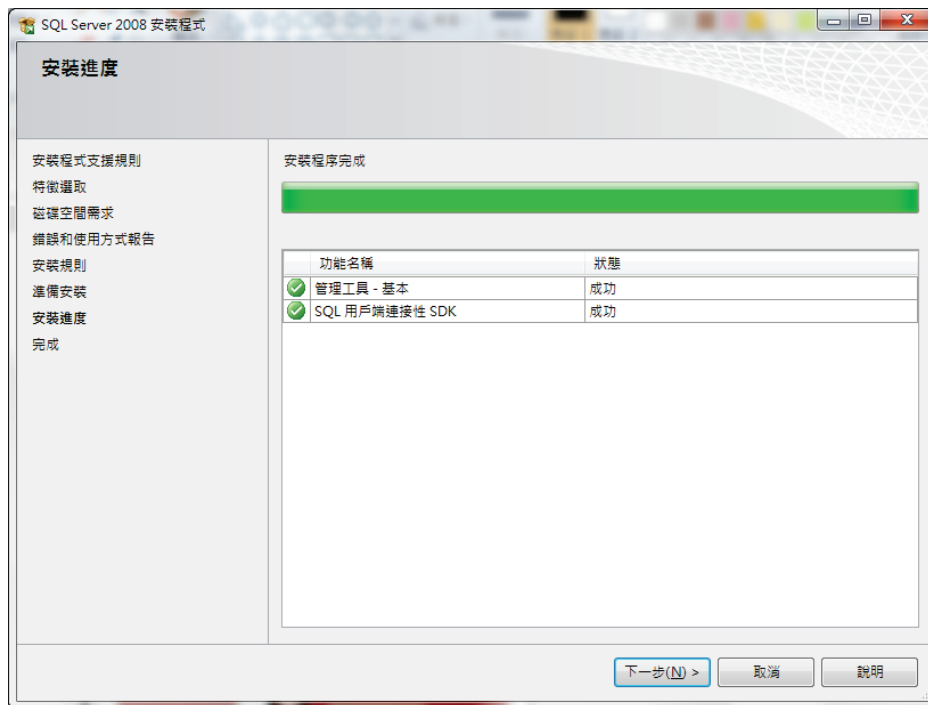 SQL Server 2008 安裝程式
安裝進度
安裝程式支援規則
特徵選取
磁碟空間需求
錯誤和使用方式報告
安裝規則
準備安裝
安裝進度
完成
安裝程序完成
功能名稱 狀態
管理工具 - 基本 成功
SQL 用戶端連接性 SDK 成功
下一步(N) > 取消 說明